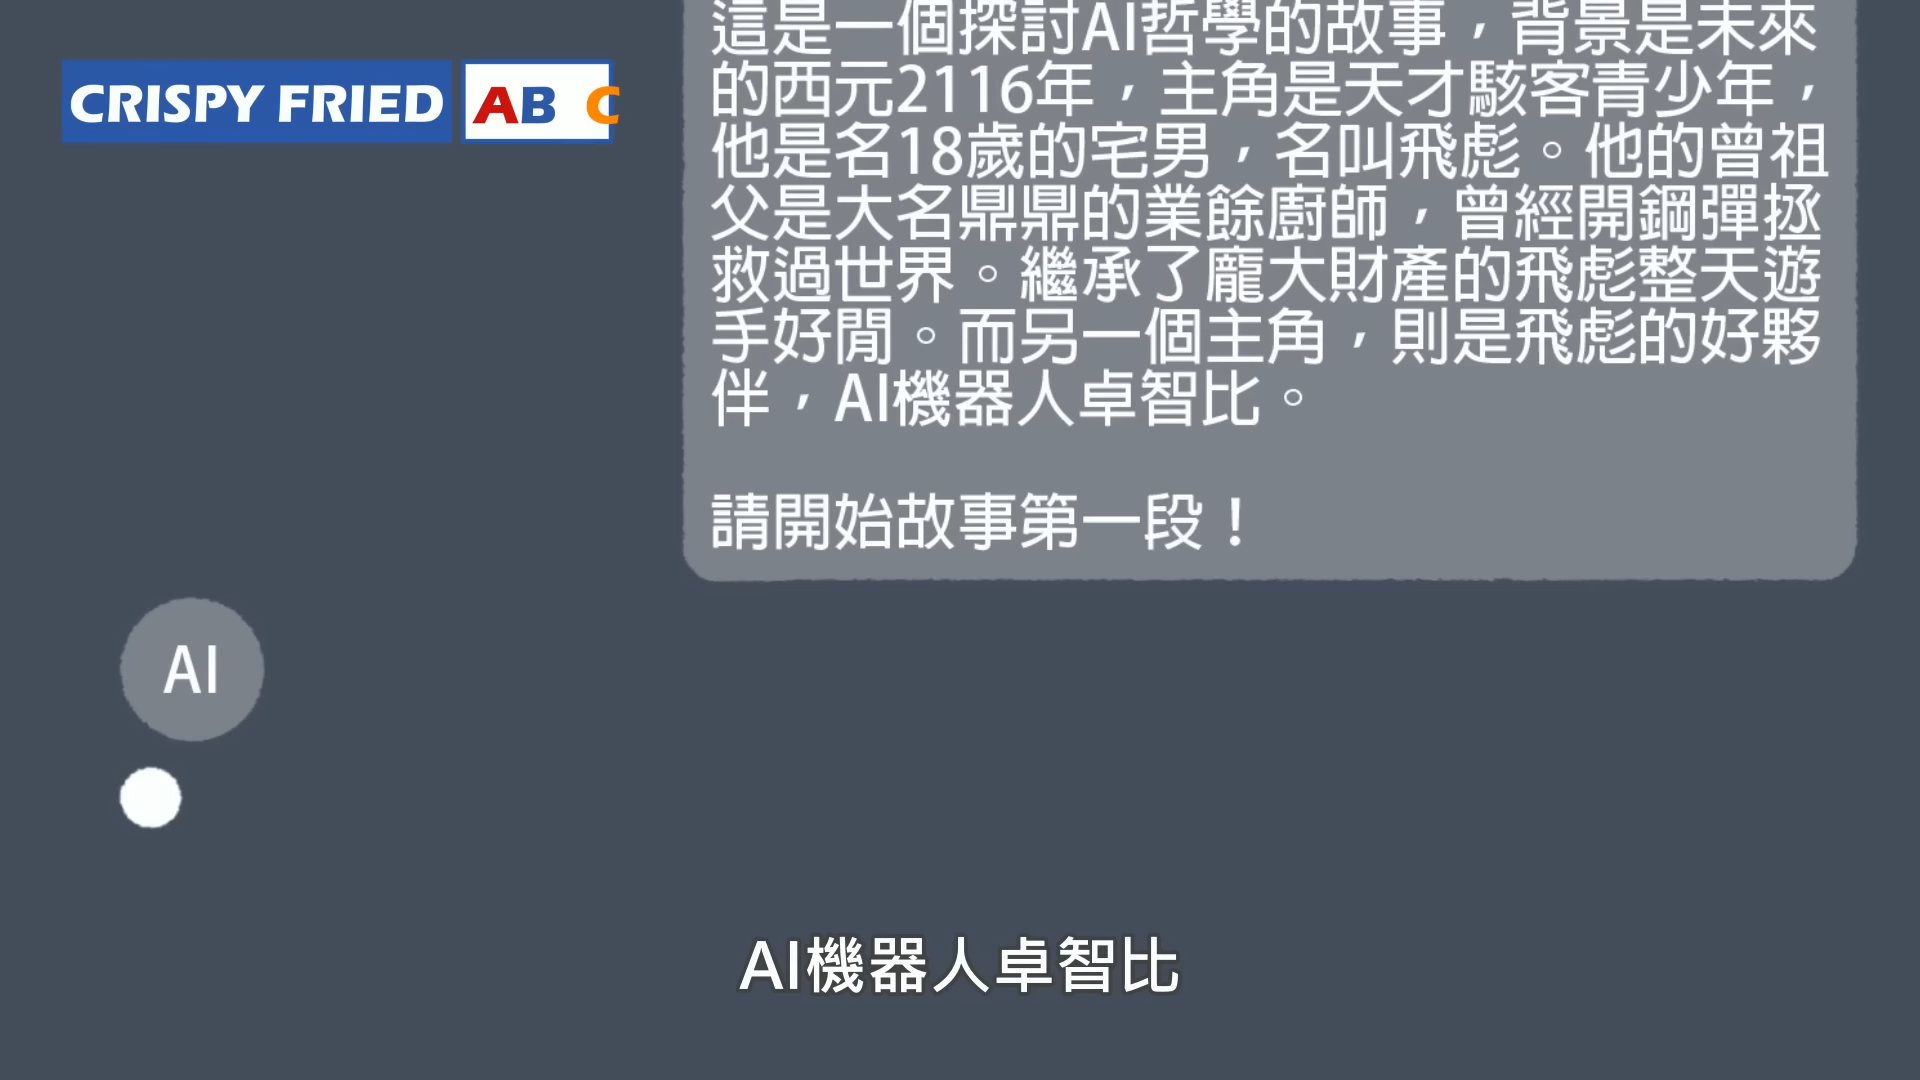 這是一個探討AI哲學的故事，背景是未來
的西元2116年，主角是天才駭客青少年，
他是名18歲的宅男，名叫飛彪。他的曾祖
父是大名鼎鼎的業餘廚師，曾經開鋼彈拯
救過世界。繼承了龐大財產的飛彪整天遊
手好閒。而另一個主角，則是飛彪的好夥
伴，AI機器人卓智比。
請開始故事第一段！
CRISPY FRIED AB C
AI
AI機器人卓智比